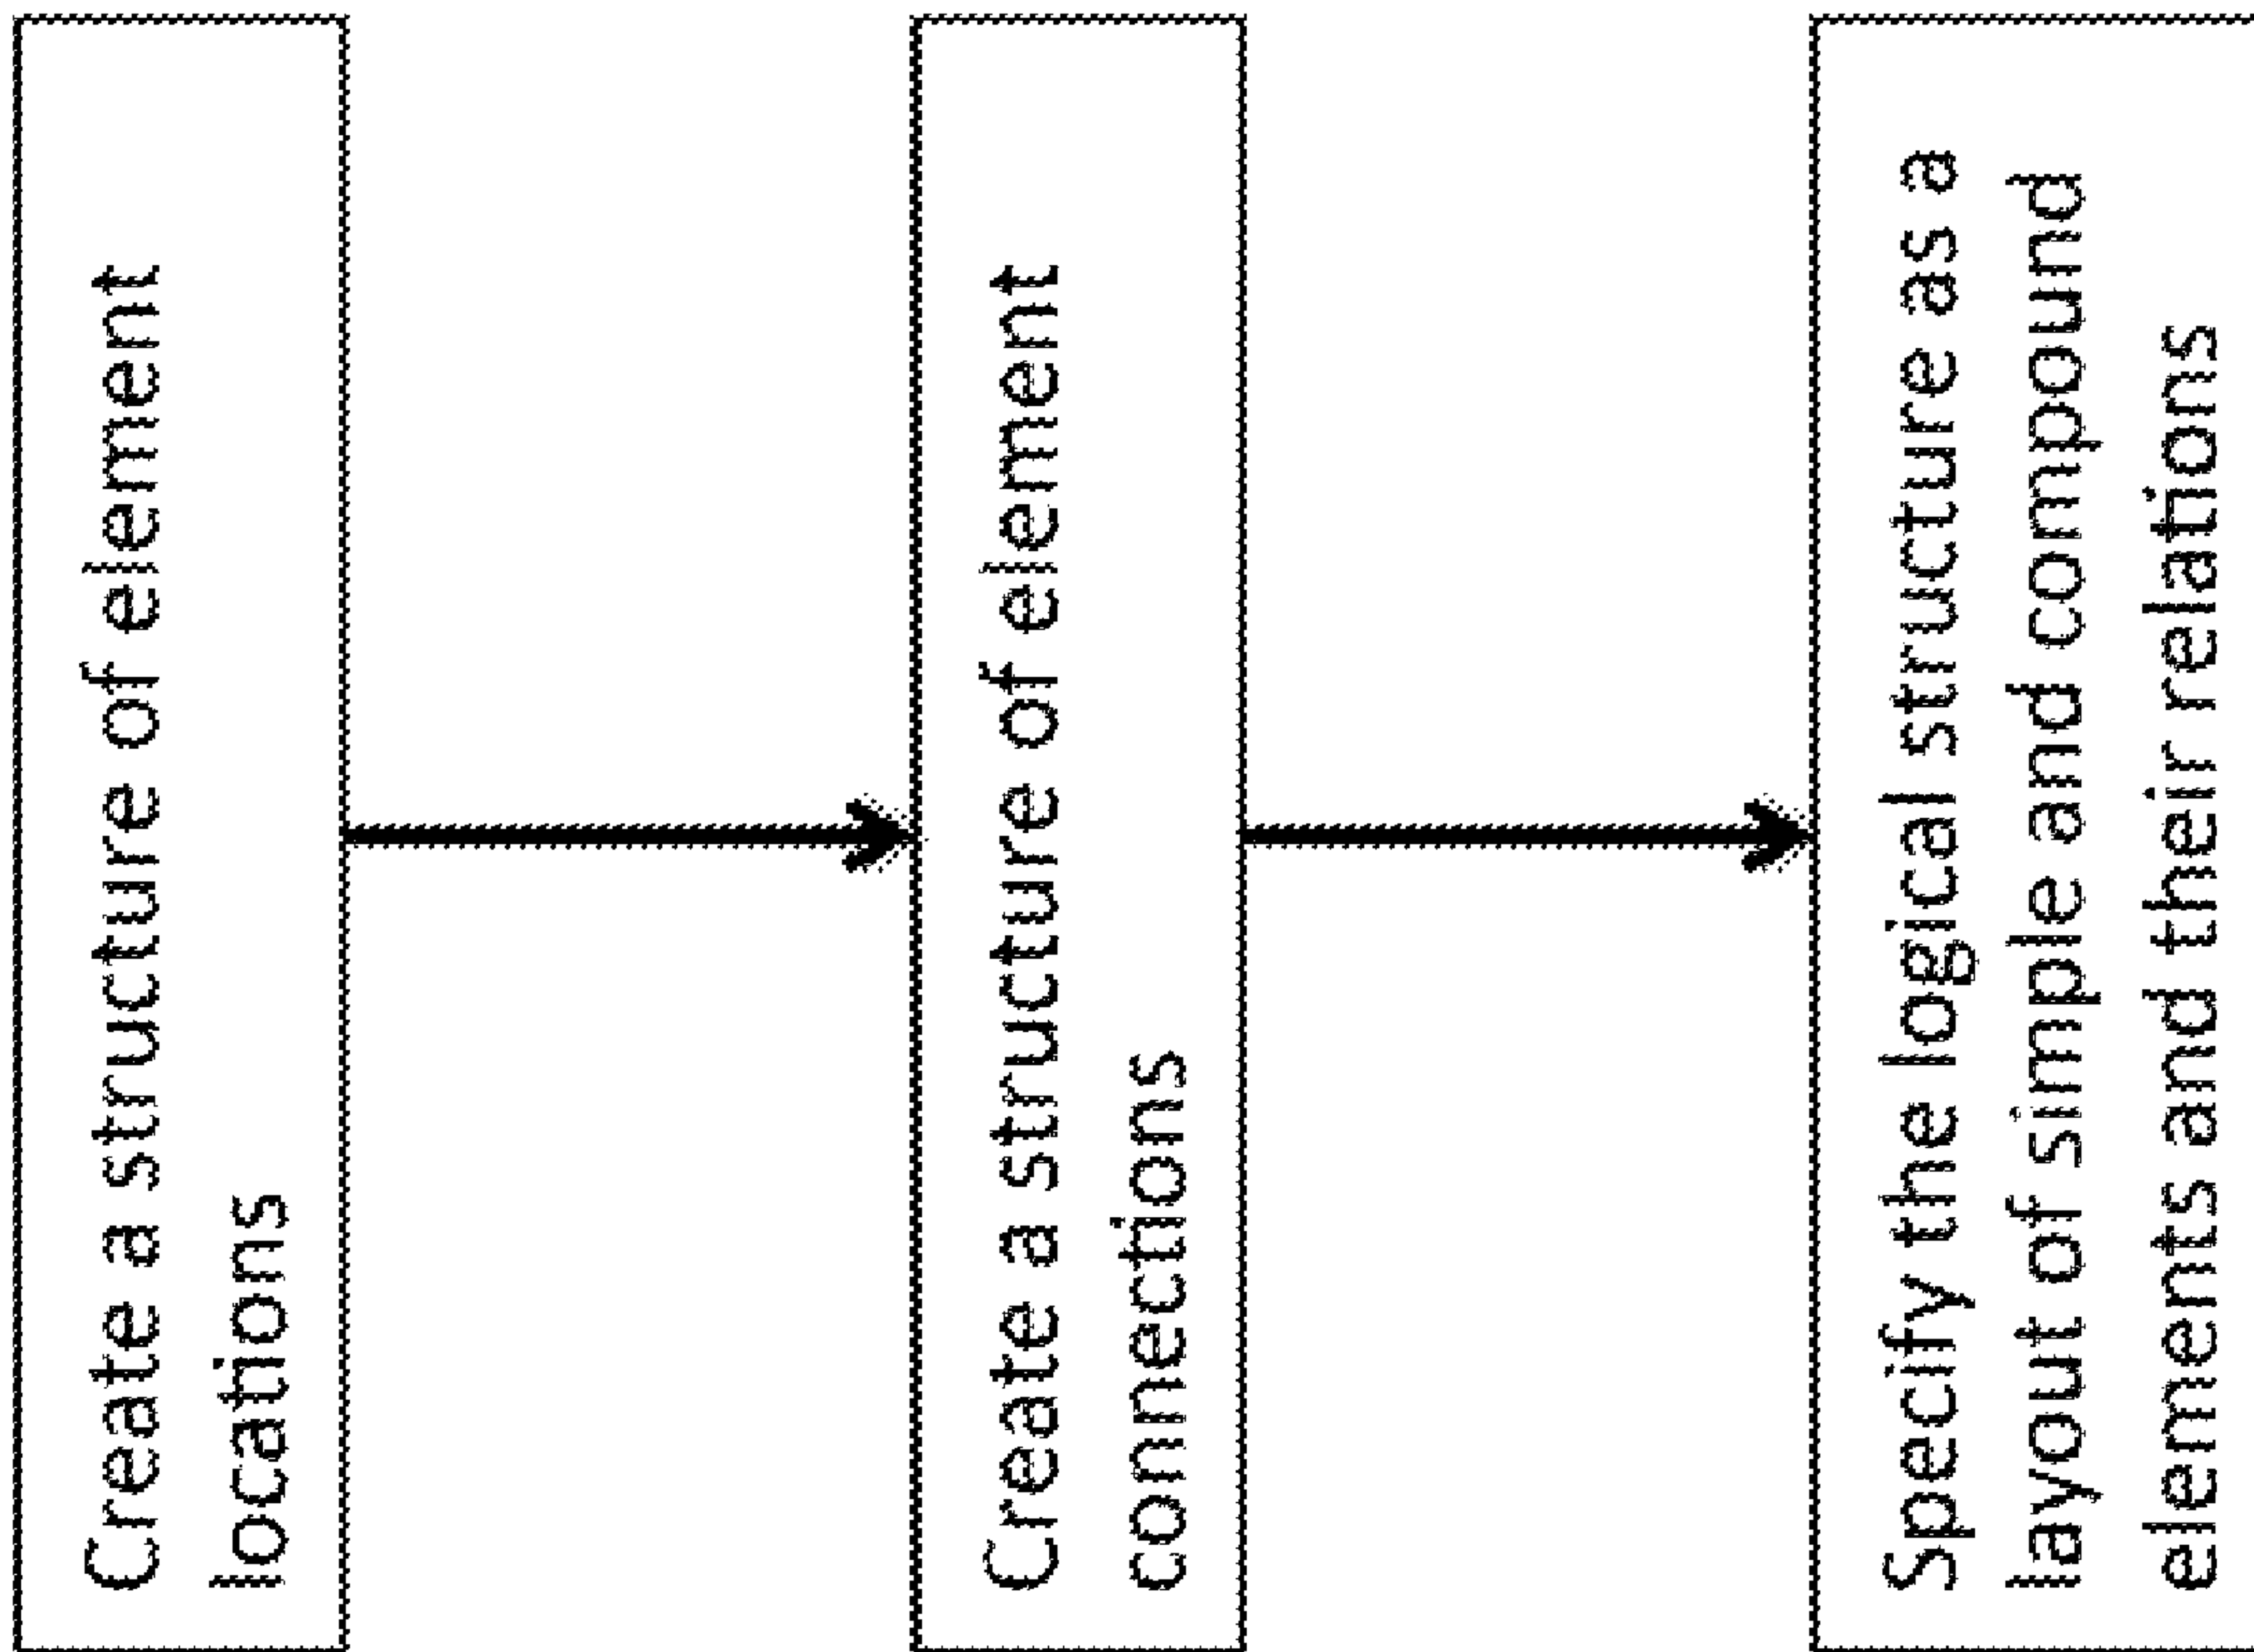 Create a structure of element
locations
Create a structure of element
connections
Specify the logical structure as a
layout of simple and compound
elements and their relations